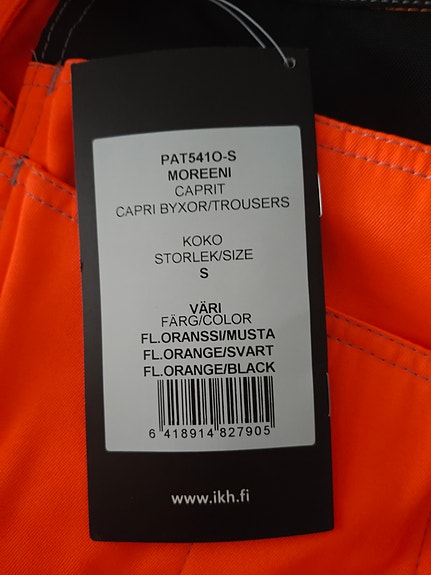 PAT541O-S
MOREENI
CAPRIT
CAPRI BYXOR/TROUSERS
KOKO
STORLEK/SIZE
S
VÄRI
FÄRG/COLOR
FL.ORANSSI/MUSTA
FL.ORANGE/SVART
FL.ORANGE/BLACK
6 418914 827905
www.ikh.fi